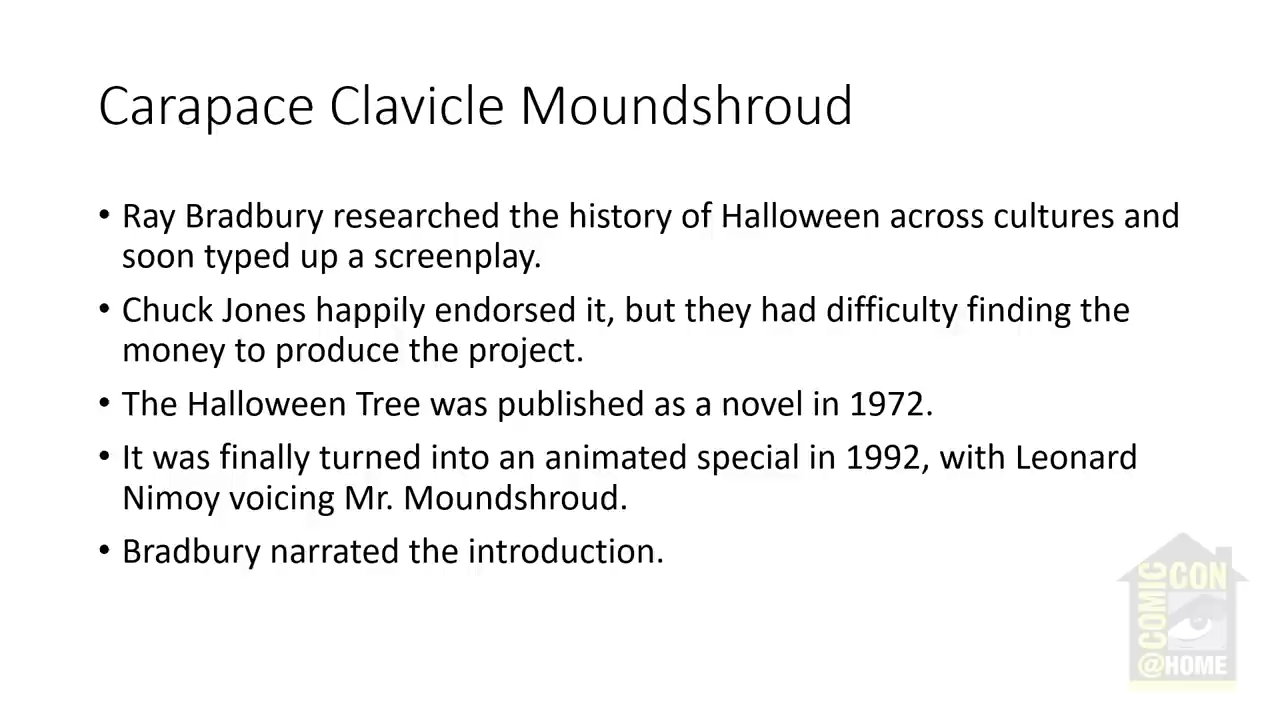 Carapace Clavicle Moundshroud
• Ray Bradbury researched the history of Halloween across cultures and
soon typed up a screenplay.
• Chuck Jones happily endorsed it, but they had difficulty finding the
money to produce the project.
• The Halloween Tree was published as a novel in 1972.
• It was finally turned into an animated special in 1992, with Leonard
Nimoy voicing Mr. Moundshroud.
• Bradbury narrated the introduction.
COMIC
CON
@HOME